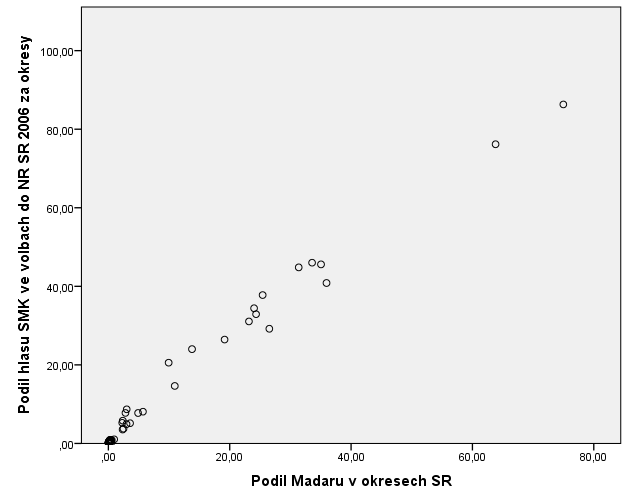 Podil hlasu SMK ve volbach do NR SR 2006 za okresy
100,00
80,00
60,00
40,00
20,00
,00
,00 20,00 40,00 60,00 80,00
Podil Madaru v okresech SR